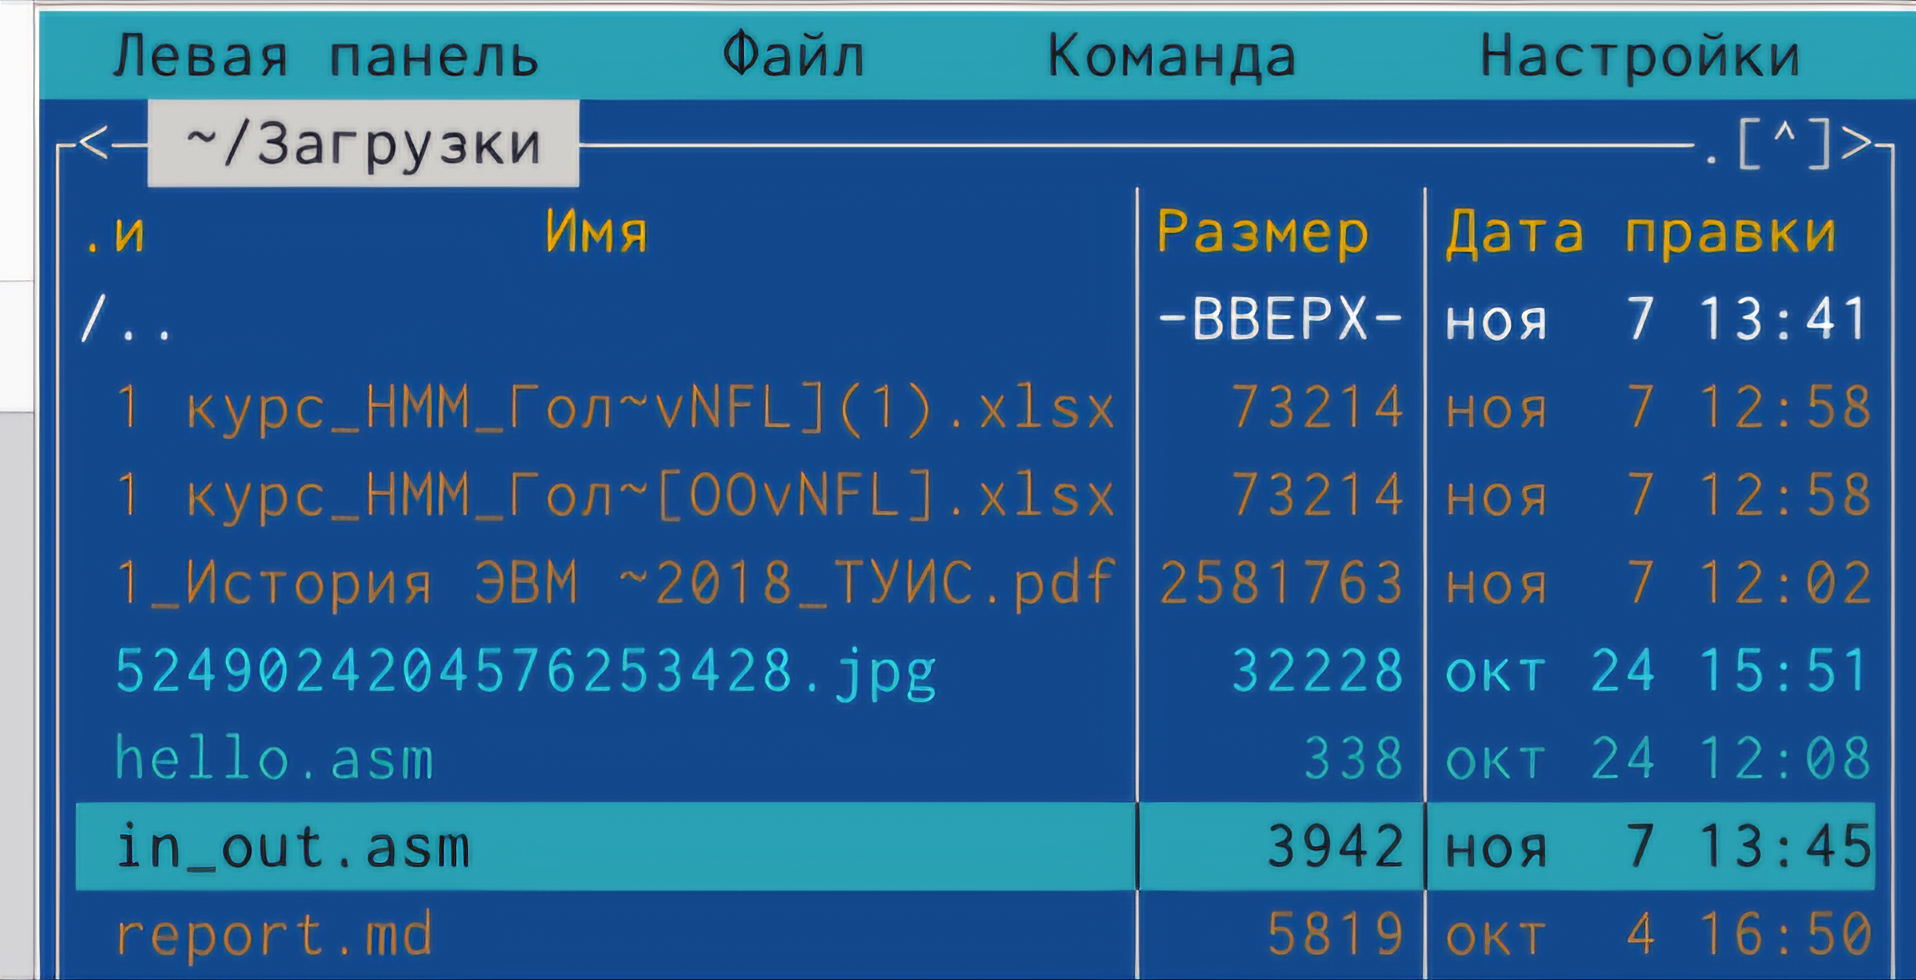 Левая панель Файл Команда Настройки
<─ ~/Загрузки .[^]>
.и Имя Размер Дата правки
/.. -ВВЕРХ- ноя 7 13:41
1 курс_НММ_Гол~vNFL](1).xlsx 73214 ноя 7 12:58
1 курс_НММ_Гол~[OOvNFL].xlsx 73214 ноя 7 12:58
1_История ЭВМ ~2018_ТУИС.pdf 2581763 ноя 7 12:02
5249024204576253428.jpg 32228 окт 24 15:51
hello.asm 338 окт 24 12:08
in_out.asm 3942 ноя 7 13:45
report.md 5819 окт 4 16:50